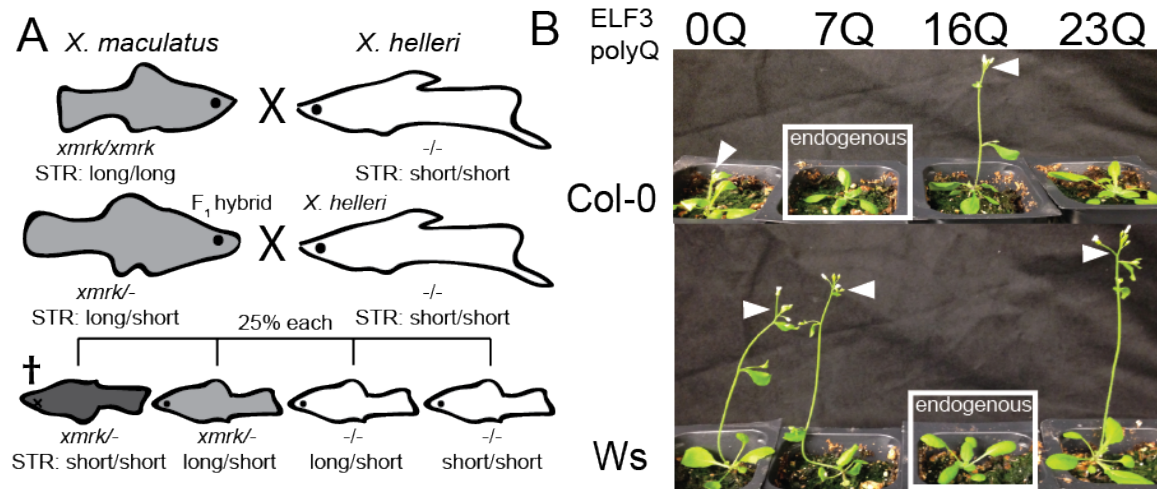 A
X. maculatus
X. helleri
X
xmrk/xmrk
STR: long/long
-/-
STR: short/short
F1 hybrid
X. helleri
X
xmrk/-
STR: long/short
-/-
STR: short/short
25% each
†
xmrk/-
STR: short/short
xmrk/-
long/short
-/-
long/short
-/-
short/short
B
ELF3
polyQ
0Q 7Q 16Q 23Q
endogenous
Col-0
endogenous
Ws